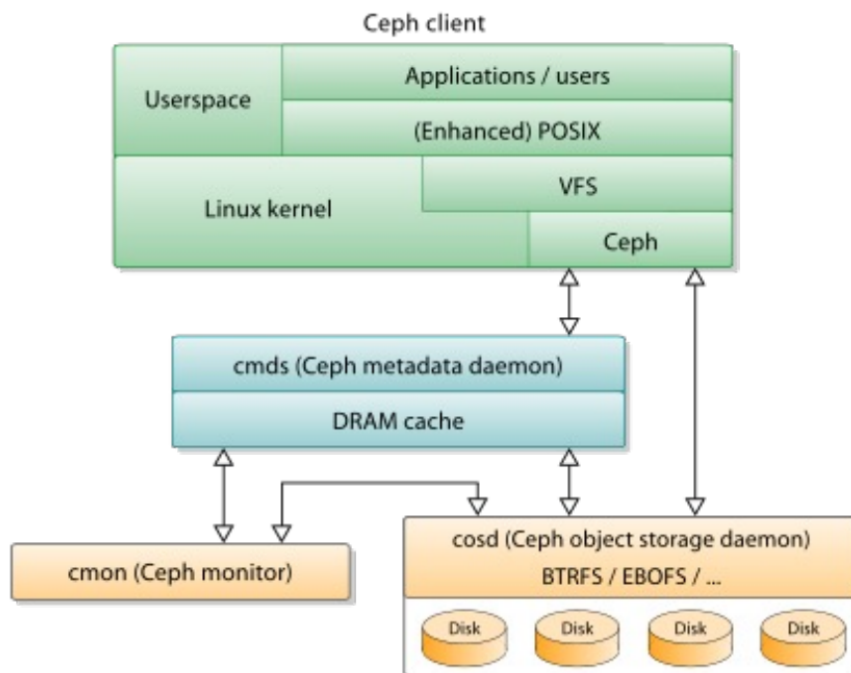 Ceph client
Userspace
Applications / users
(Enhanced) POSIX
Linux kernel
VFS
Ceph
cmds (Ceph metadata daemon)
DRAM cache
cmon (Ceph monitor)
cosd (Ceph object storage daemon)
BTRFS / EBOFS / ...
Disk
Disk
Disk
Disk